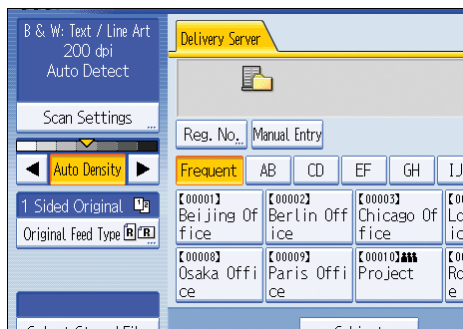 B & W: Text / Line Art
200 dpi
Auto Detect
Scan Settings
Auto Density
1 Sided Original
Original Feed Type
Delivery Server
Reg. No.
Manual Entry
Frequent
AB
CD
EF
GH
IJ
【00001】
Beijing Of
fice
【00002】
Berlin Off
ice
【00003】
Chicago Of
fice
【00008】
Osaka Offi
ce
【00009】
Paris Offi
ce
【00010】
Project